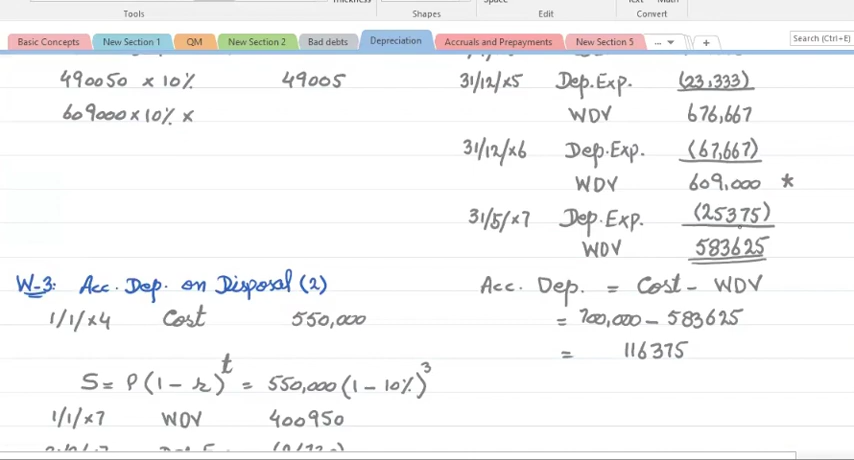 Tools Shapes Edit Convert
Basic Concepts New Section 1 QM New Section 2 Bad debts Depreciation Accruals and Prepayments New Section 5 ... + Search (Ctrl+E)
490050 x 10% 49005
609000 x 10% x
31/12/x5 Dep. Exp. (23,333)
WDV 676,667
31/12/x6 Dep. Exp. (67,667)
WDV 609,000 *
31/5/x7 Dep. Exp. (25375)
WDV 583625
W-3: Acc. Dep. on Disposal (2)
1/1/x4 Cost 550,000
S = P(1 - r)^t = 550,000 (1 - 10%)^3
1/1/x7 WDV 400950
Acc. Dep. = Cost - WDV
= 700,000 - 583625
= 116375